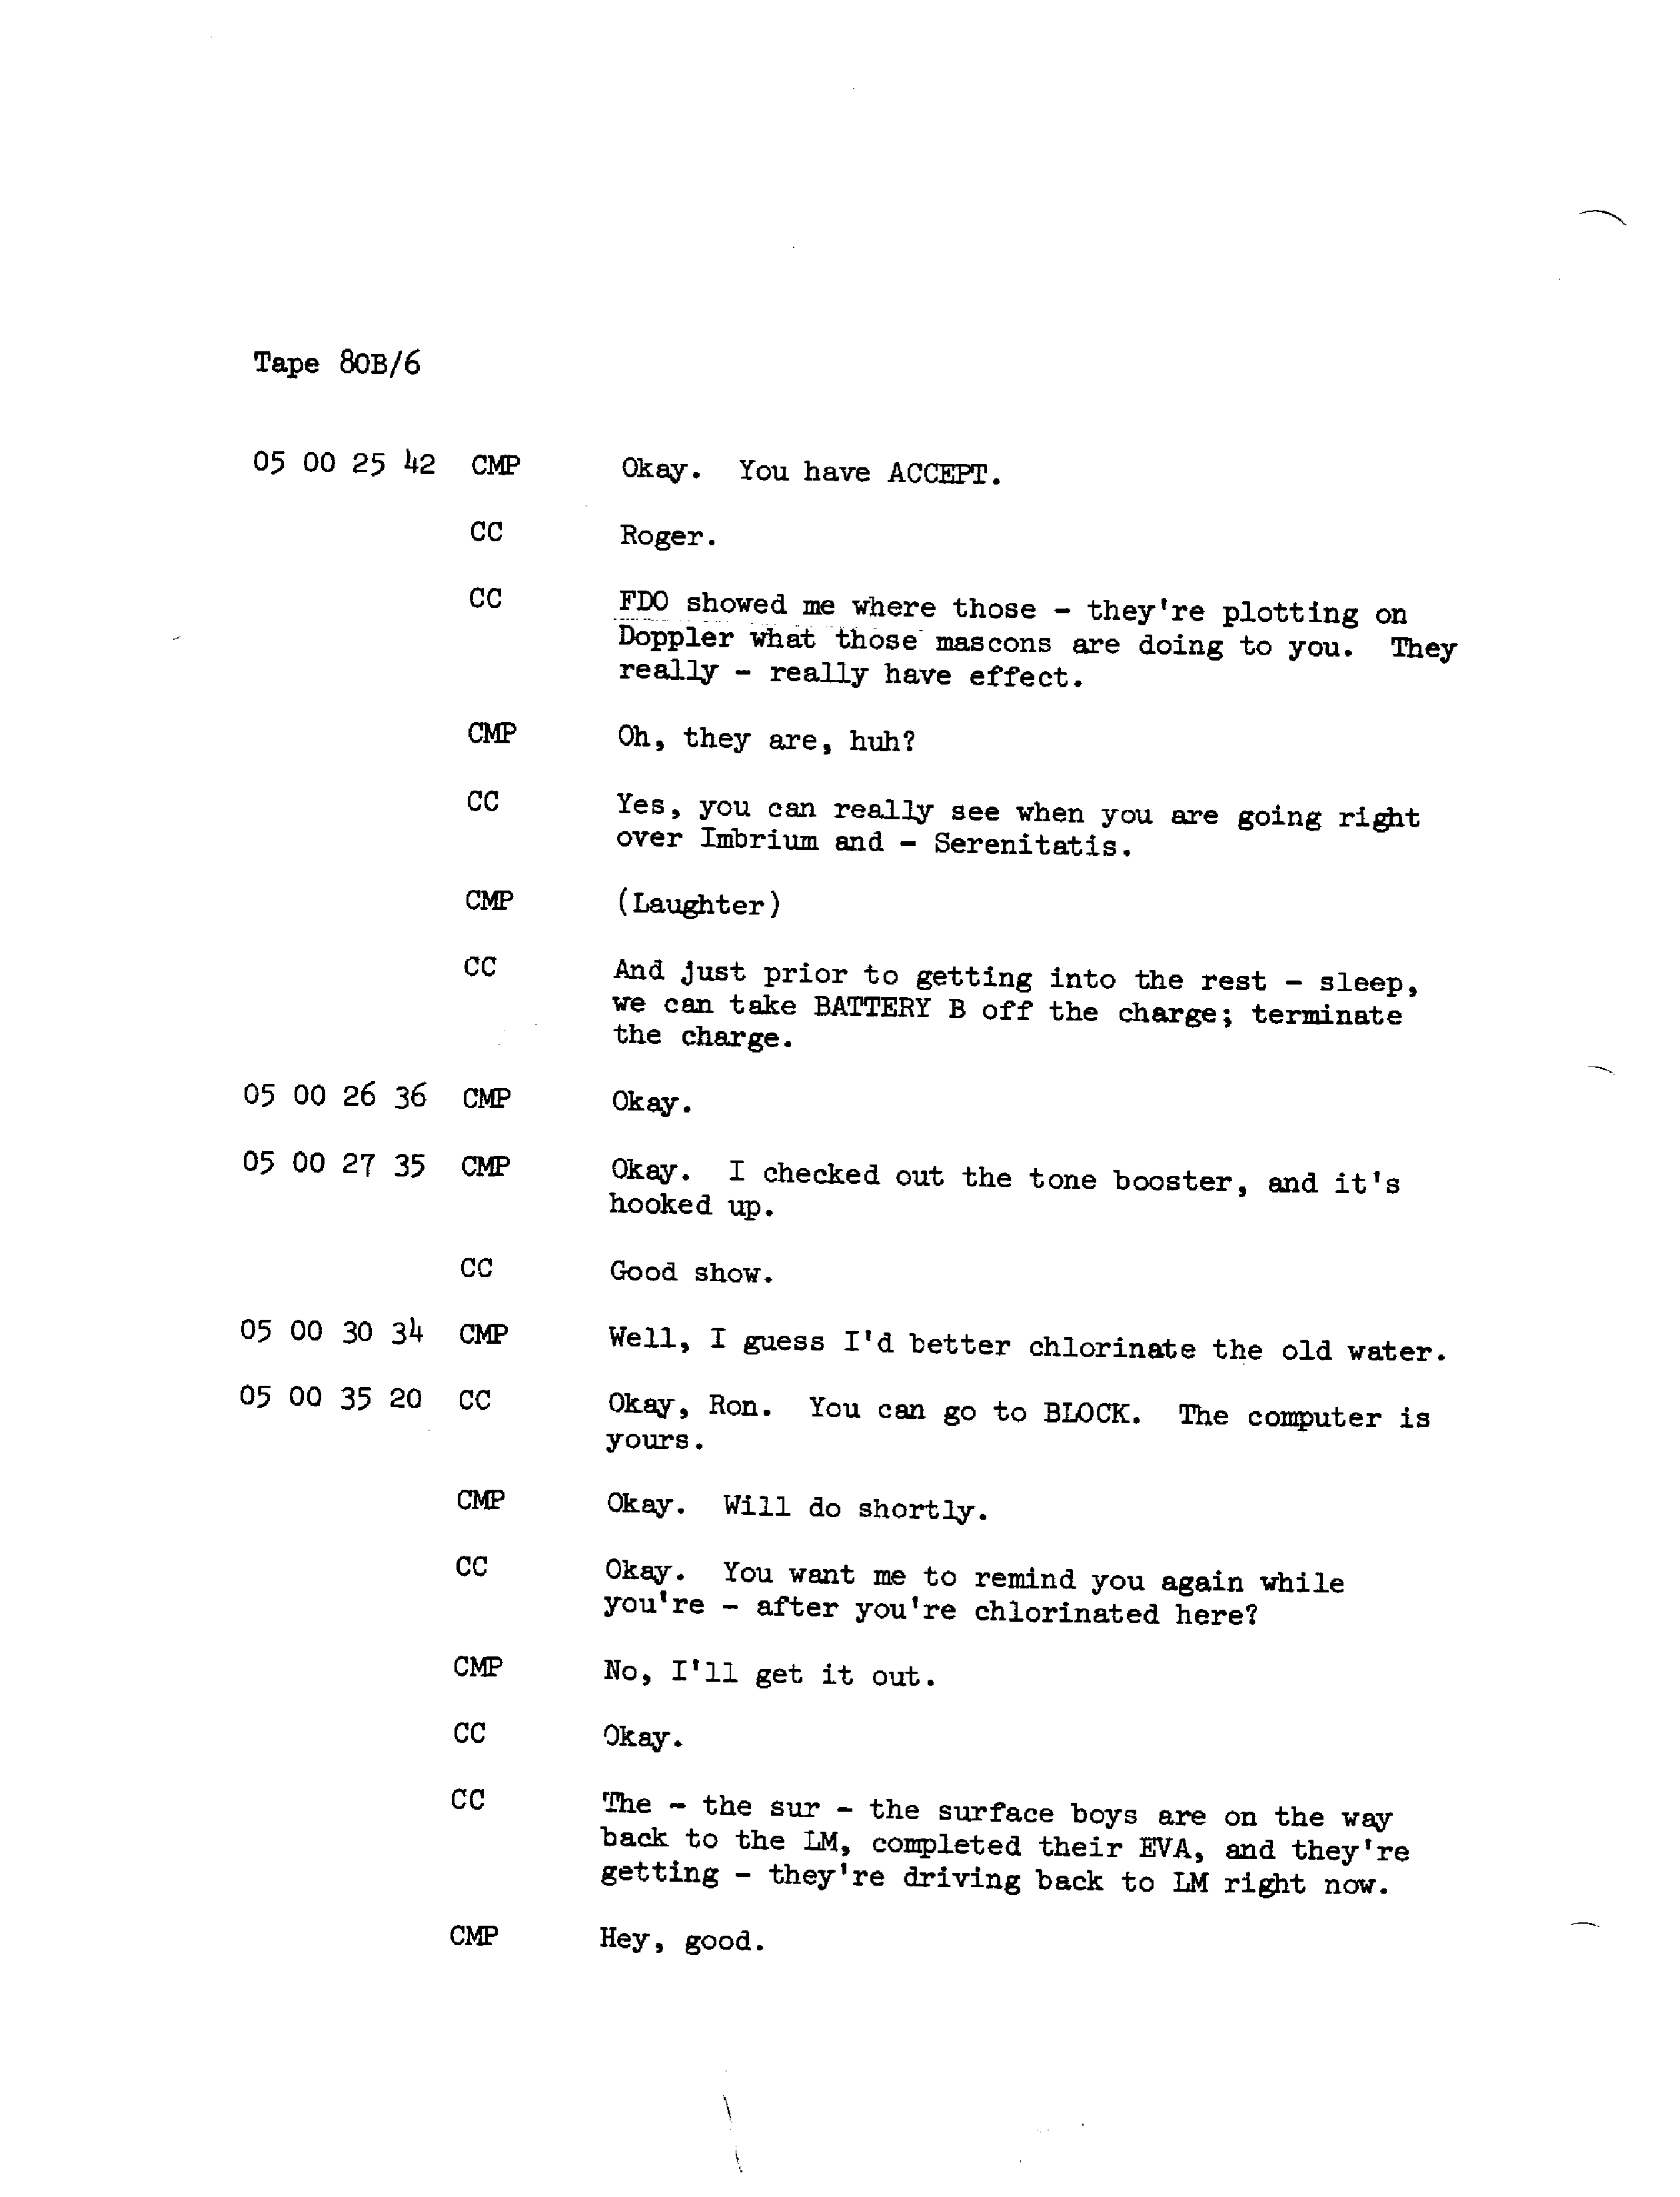 Tape 80B/6
05 00 25 42 CMP Okay. You have ACCEPT.
CC Roger.
CC FDO showed me where those - they're plotting on
Doppler what those mascons are doing to you. They
really - really have effect.
CMP Oh, they are, huh?
CC Yes, you can really see when you are going right
over Imbrium and - Serenitatis.
CMP (Laughter)
CC And just prior to getting into the rest - sleep,
we can take BATTERY B off the charge; terminate
the charge.
05 00 26 36 CMP Okay.
05 00 27 35 CMP Okay. I checked out the tone booster, and it's
hooked up.
CC Good show.
05 00 30 34 CMP Well, I guess I'd better chlorinate the old water.
05 00 35 20 CC Okay, Ron. You can go to BLOCK. The computer is
yours.
CMP Okay. Will do shortly.
CC Okay. You want me to remind you again while
you're - after you're chlorinated here?
CMP No, I'll get it out.
CC Okay.
CC The - the sur - the surface boys are on the way
back to the LM, completed their EVA, and they're
getting - they're driving back to LM right now.
CMP Hey, good.